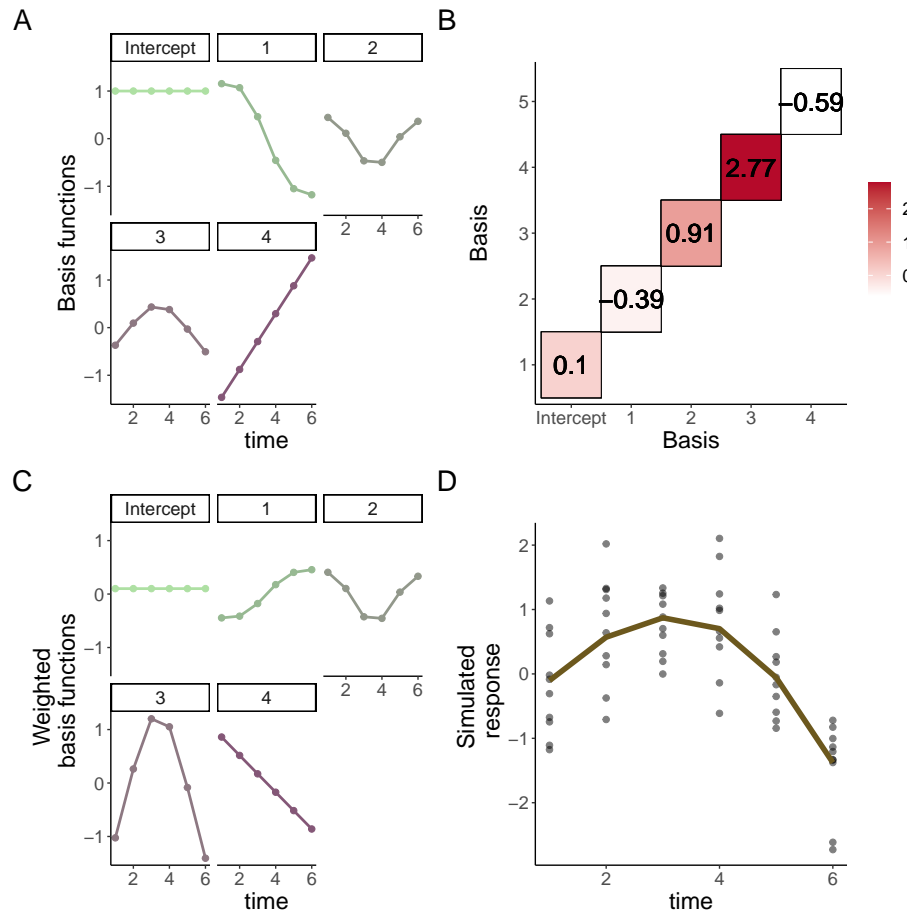 A
Intercept 1 2
1
0
−1
2 4 6
3 4
1
0
−1
2 4 6 2 4 6
Basis functions
time
B
5
4
3
2
1
−0.59
2.77
0.91
−0.39
0.1
Intercept 1 2 3 4
Basis
Basis
2
1
0
C
Intercept 1 2
1
0
−1
2 4 6
3 4
1
0
−1
2 4 6 2 4 6
Weighted
basis functions
time
D
2
1
0
−1
−2
2 4 6
Simulated
response
time